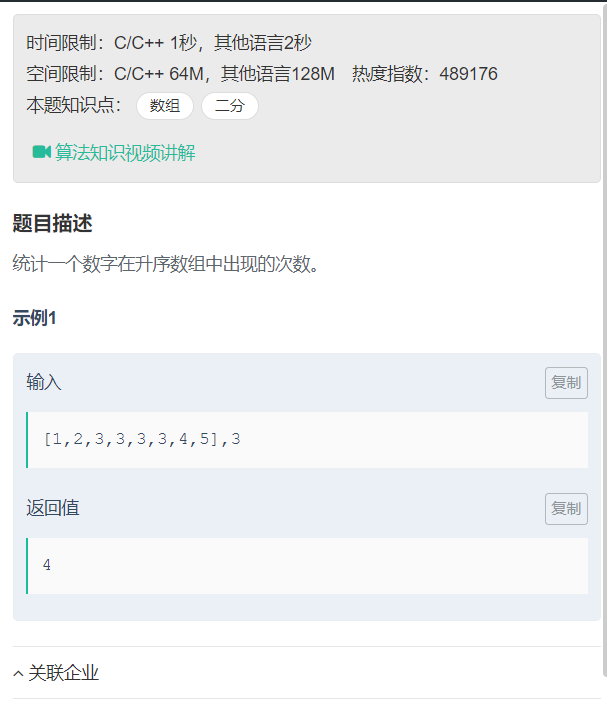 时间限制：C/C++ 1秒，其他语言2秒
空间限制：C/C++ 64M，其他语言128M 热度指数：489176
本题知识点： 数组 二分
算法知识视频讲解
题目描述
统计一个数字在升序数组中出现的次数。
示例1
输入 复制
[1,2,3,3,3,3,4,5],3
返回值 复制
4
关联企业